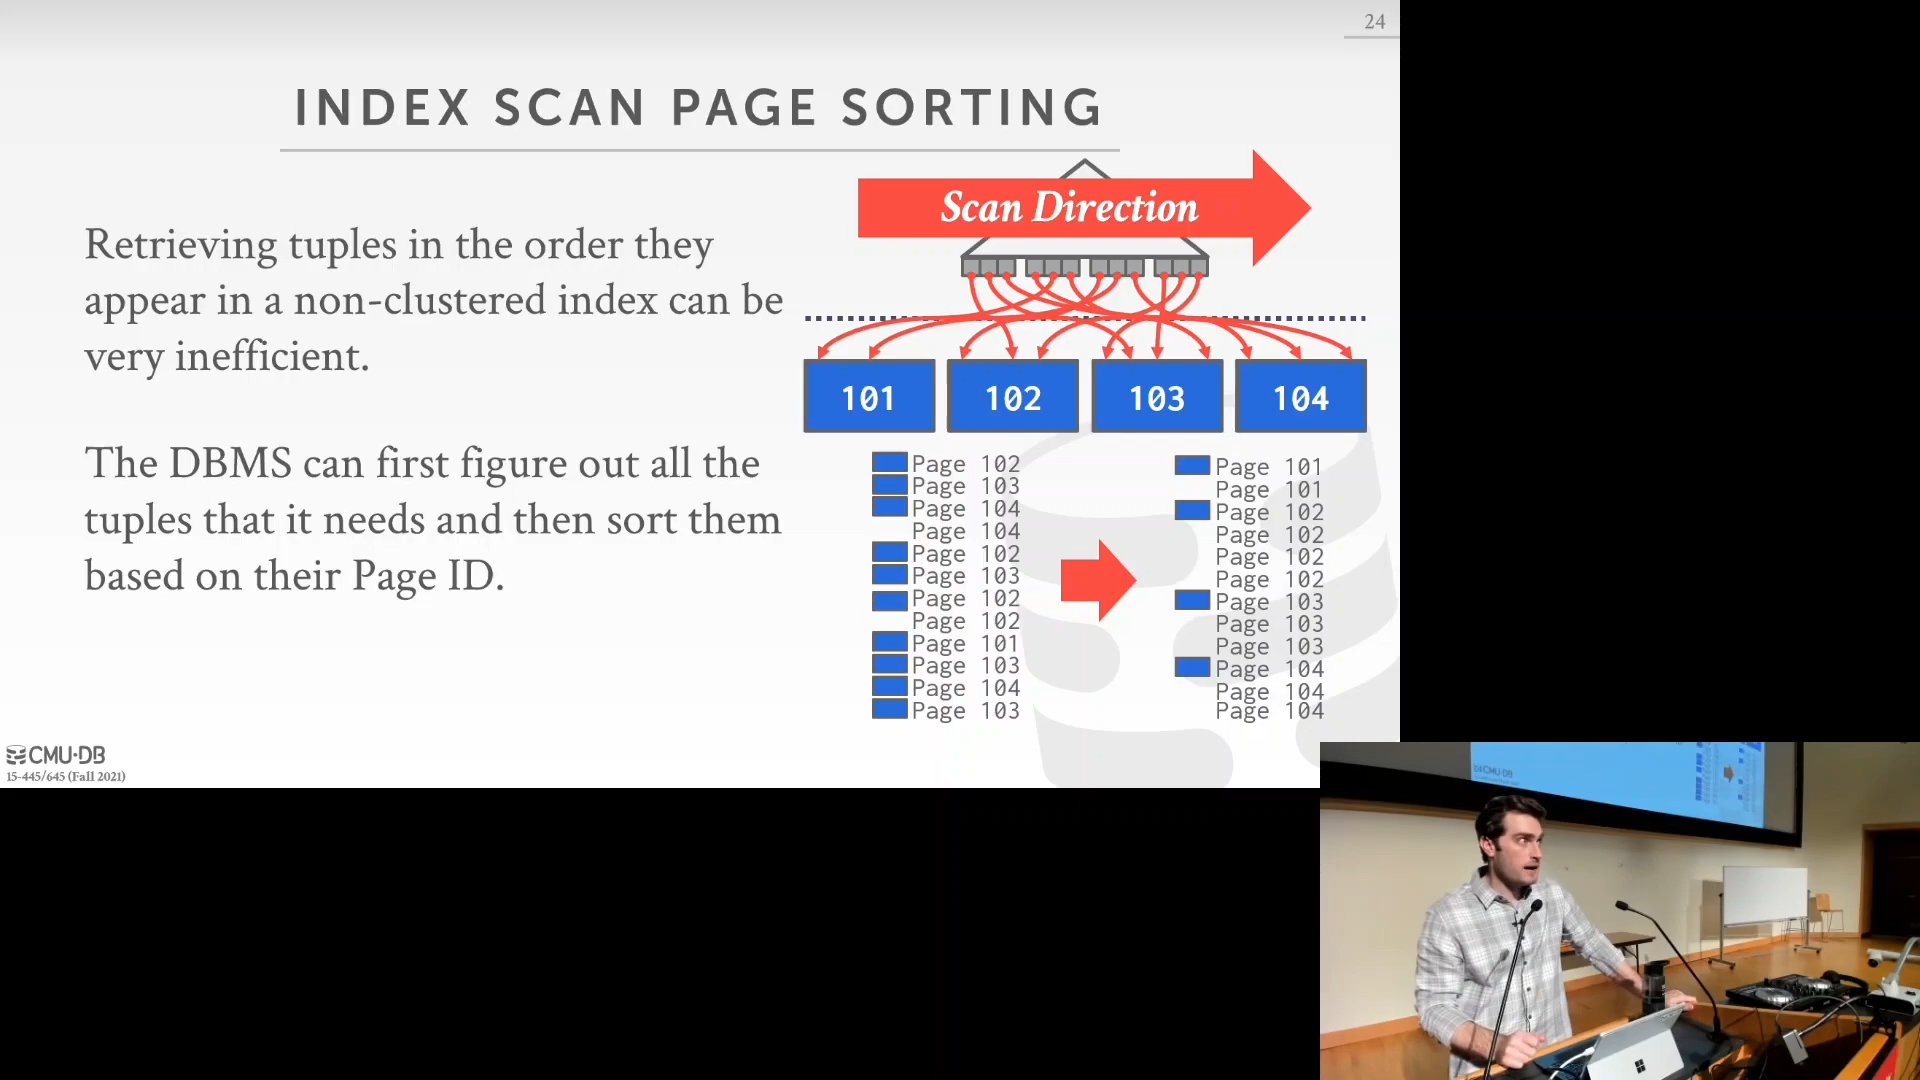 24
INDEX SCAN PAGE SORTING
Retrieving tuples in the order they
appear in a non-clustered index can be
very inefficient.
The DBMS can first figure out all the
tuples that it needs and then sort them
based on their Page ID.
Scan Direction
101 102 103 104
Page 102
Page 103
Page 104
Page 104
Page 102
Page 103
Page 102
Page 102
Page 101
Page 103
Page 104
Page 103
Page 101
Page 101
Page 102
Page 102
Page 102
Page 102
Page 103
Page 103
Page 103
Page 104
Page 104
Page 104
CMU·DB
15-445/645 (Fall 2021)
CMU·DB